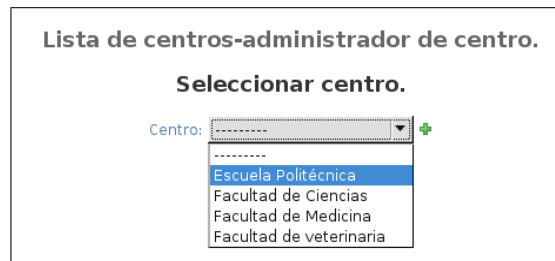 Lista de centros-administrador de centro.
Seleccionar centro.
Centro: ---------
---------
Escuela Politécnica
Facultad de Ciencias
Facultad de Medicina
Facultad de veterinaria